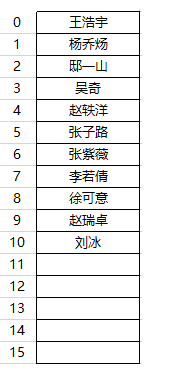 0 王浩宇
1 杨乔炀
2 邸一山
3 吴奇
4 赵轶洋
5 张子路
6 张紫薇
7 李若倩
8 徐可意
9 赵瑞卓
10 刘冰
11
12
13
14
15